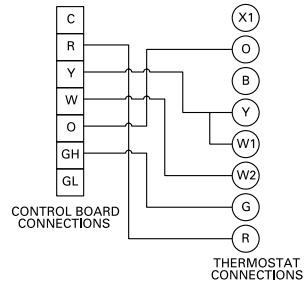 C
R
Y
W
O
GH
GL
CONTROL BOARD
CONNECTIONS
X1
O
B
Y
W1
W2
G
R
THERMOSTAT
CONNECTIONS